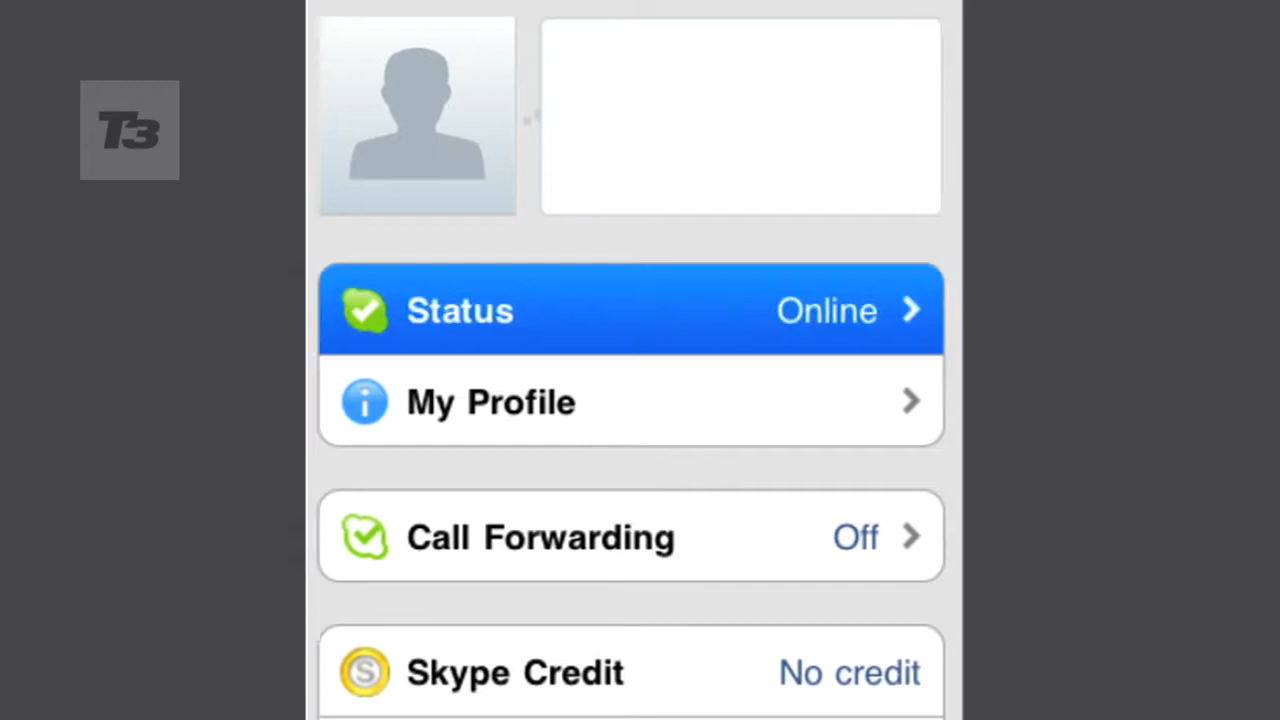 T3
Status Online
My Profile
Call Forwarding Off
Skype Credit No credit